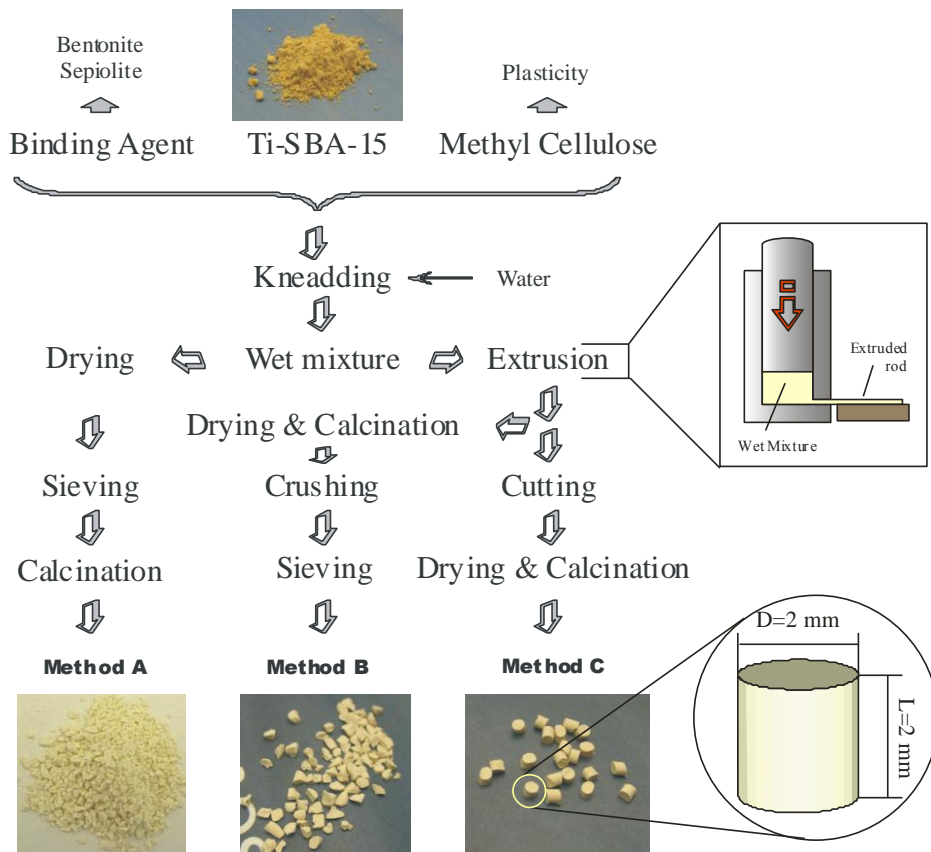 Bentonite
Sepiolite
Plasticity
Binding Agent
Ti-SBA-15
Methyl Cellulose
Kneadding
Water
Drying
Wet mixture
Extrusion
Extruded
rod
Wet Mixture
Drying & Calcination
Sieving
Crushing
Cutting
Calcination
Sieving
Drying & Calcination
Method A
Method B
Method C
D=2 mm
L=2 mm